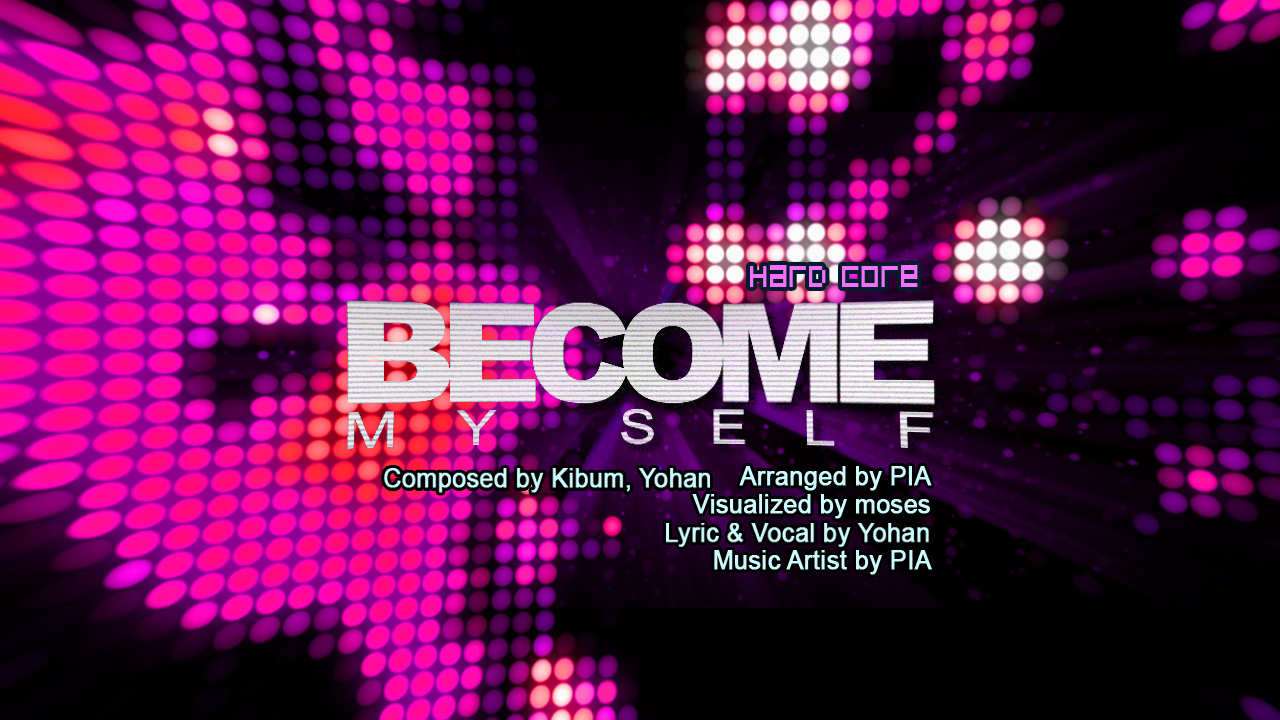 HARD CORE
BECOME
MYSELF
Composed by Kibum, Yohan
Arranged by PIA
Visualized by moses
Lyric & Vocal by Yohan
Music Artist by PIA